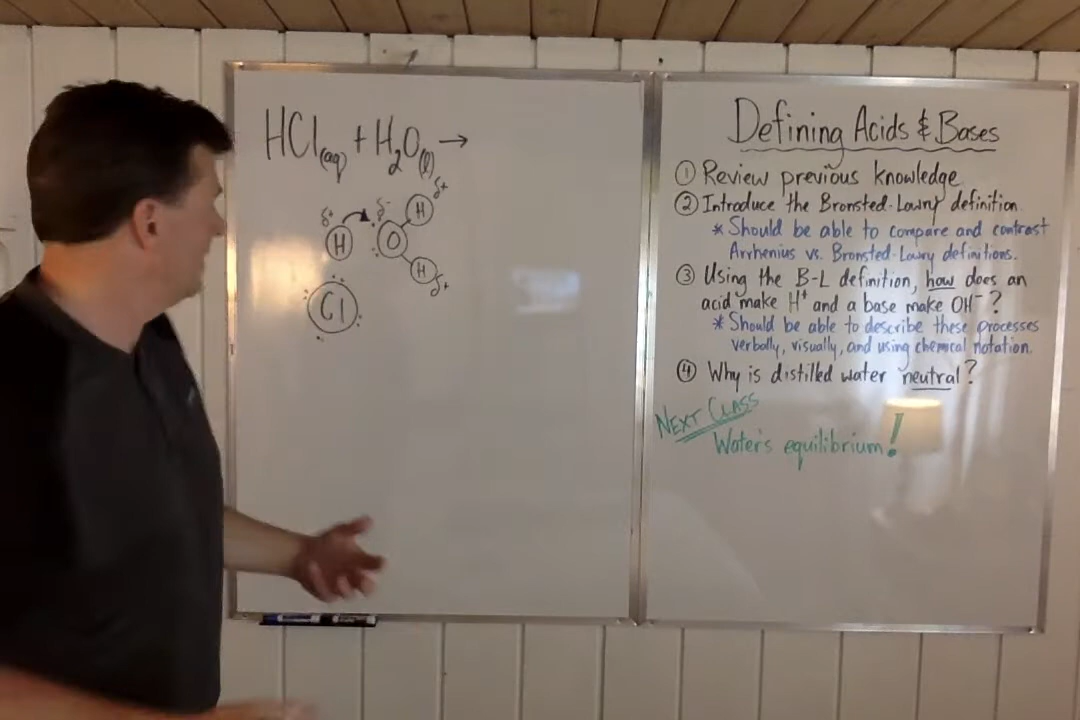 HCl(aq) + H₂O(l) →
δ+
δ- H δ+
H O
H δ+
Cl
Defining Acids & Bases
① Review previous knowledge
② Introduce the Bronsted-Lowry definition.
* Should be able to compare and contrast
Arrhenius vs. Bronsted-Lowry definitions.
③ Using the B-L definition, how does an
acid make H⁺ and a base make OH⁻?
* Should be able to describe these processes
verbally, visually, and using chemical notation.
④ Why is distilled water neutral?
NEXT CLASS
Water's equilibrium!